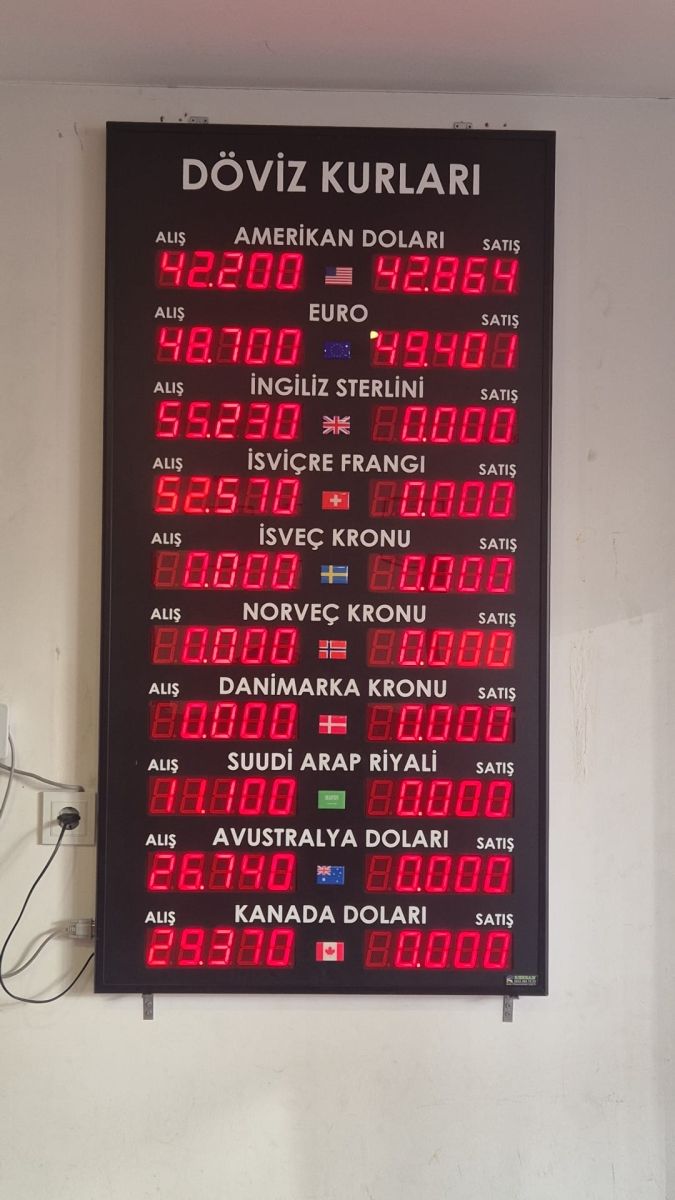 DÖVİZ KURLARI
ALIŞ AMERİKAN DOLARI SATIŞ
42.200 42.864
ALIŞ EURO SATIŞ
48.700 49.401
ALIŞ İNGİLİZ STERLİNİ SATIŞ
55.230 0.000
ALIŞ İSVİÇRE FRANGI SATIŞ
52.570 0.000
ALIŞ İSVEÇ KRONU SATIŞ
0.000 0.000
ALIŞ NORVEÇ KRONU SATIŞ
0.000 0.000
ALIŞ DANİMARKA KRONU SATIŞ
0.000 0.000
ALIŞ SUUDİ ARAP RİYALİ SATIŞ
11.100 0.000
ALIŞ AVUSTRALYA DOLARI SATIŞ
26.740 0.000
ALIŞ KANADA DOLARI SATIŞ
29.310 0.000